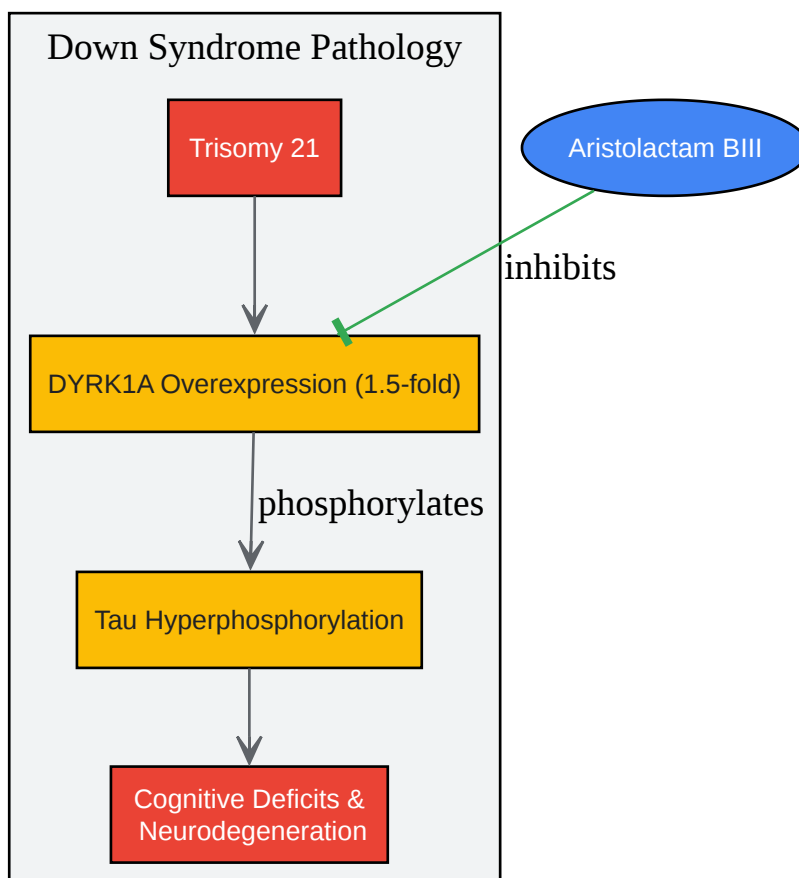 Down Syndrome Pathology
Trisomy 21
Aristolactam BIII
inhibits
DYRK1A Overexpression (1.5-fold)
phosphorylates
Tau Hyperphosphorylation
Cognitive Deficits &
Neurodegeneration